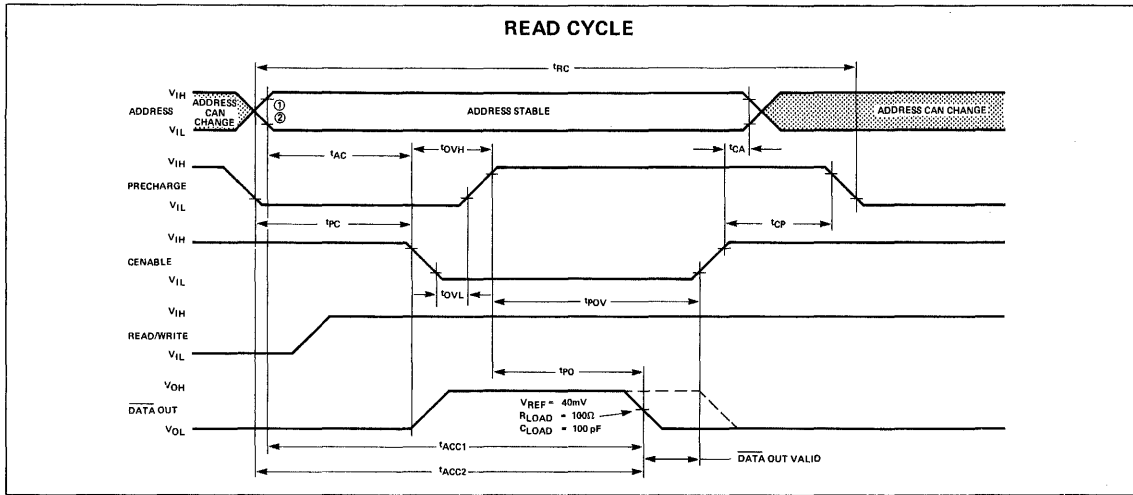 READ CYCLE
tRC
VIH
ADDRESS
VIL
ADDRESS
CAN
CHANGE
①
②
ADDRESS STABLE
ADDRESS CAN CHANGE
tAC
tOVH
tCA
VIH
PRECHARGE
VIL
tPC
tCP
VIH
CENABLE
VIL
tOVL
tPOV
VIH
READ/WRITE
VIL
tPO
VOH
DATA OUT
VOL
VREF = 40mV
RLOAD = 100Ω
CLOAD = 100 pF
tACC1
DATA OUT VALID
tACC2